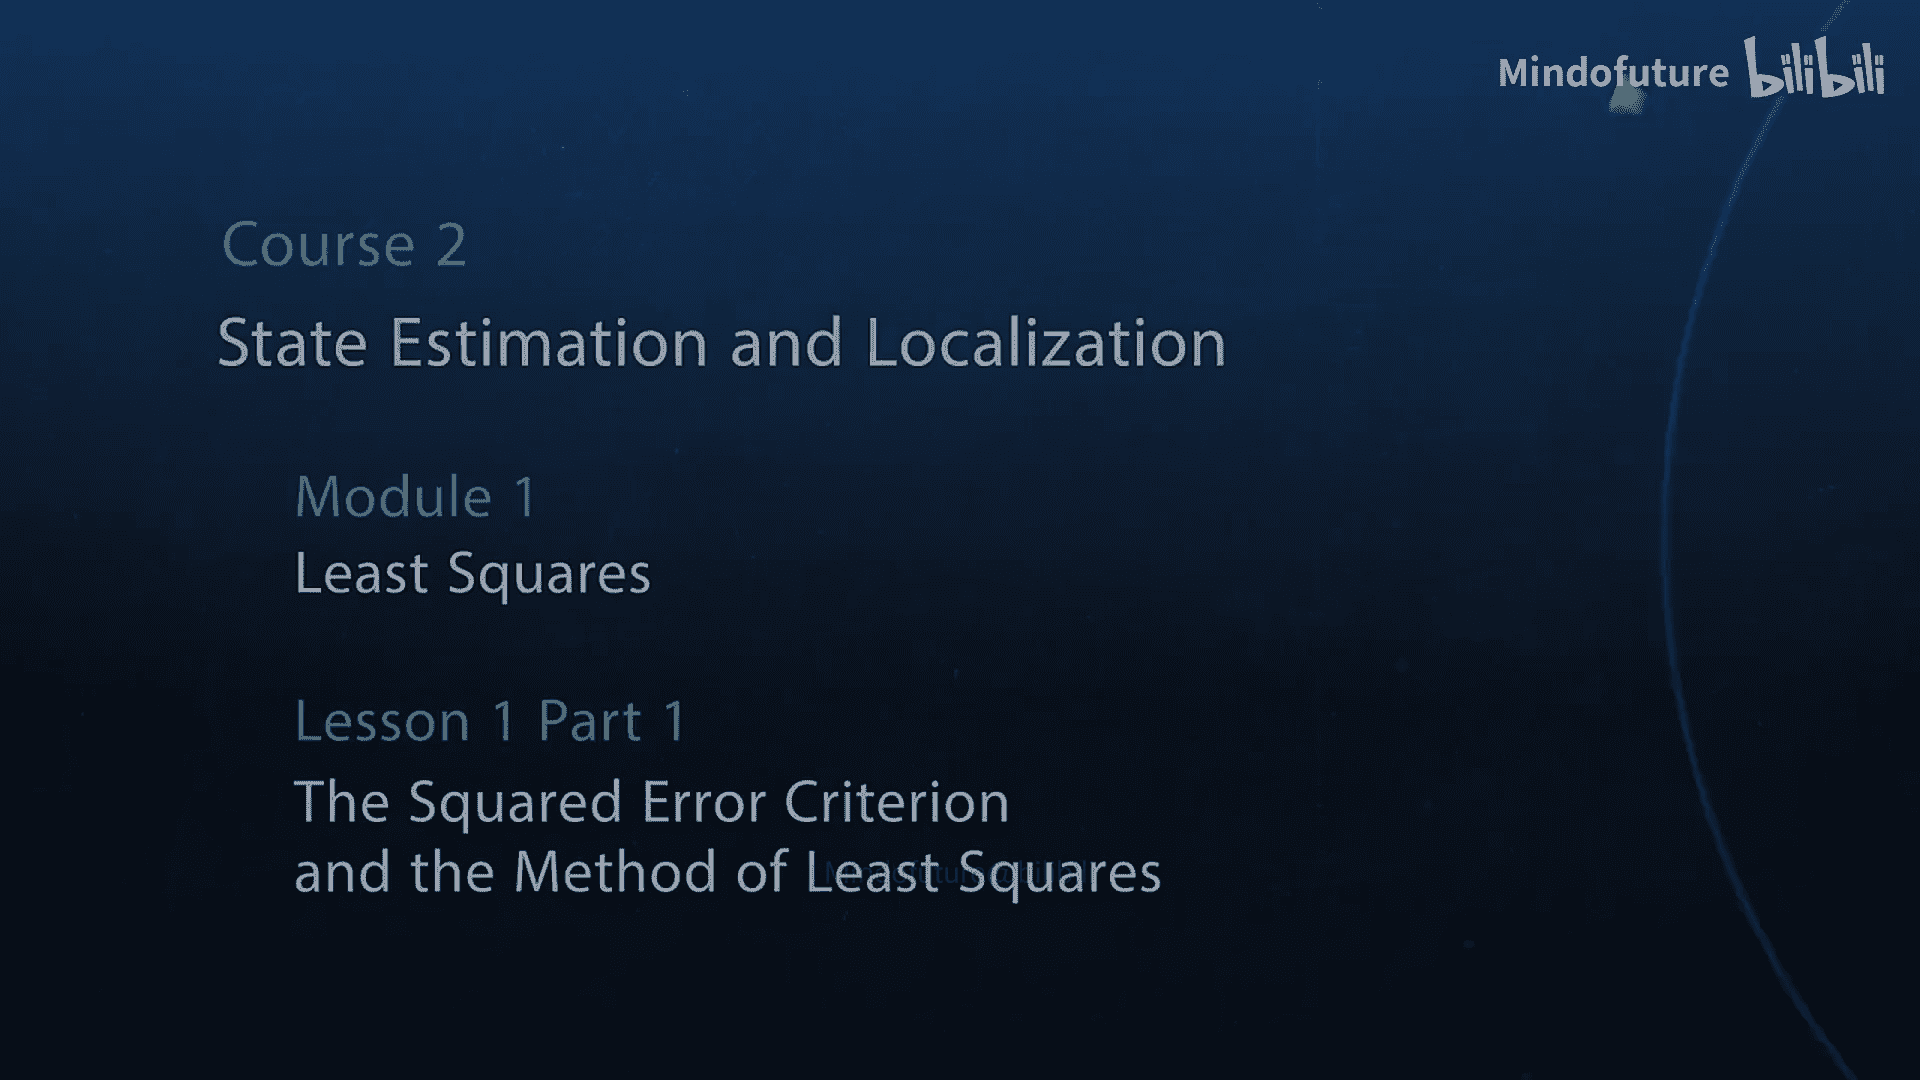 Mindofuture bilibili
Course 2
State Estimation and Localization
Module 1
Least Squares
Lesson 1 Part 1
The Squared Error Criterion
and the Method of Least Squares